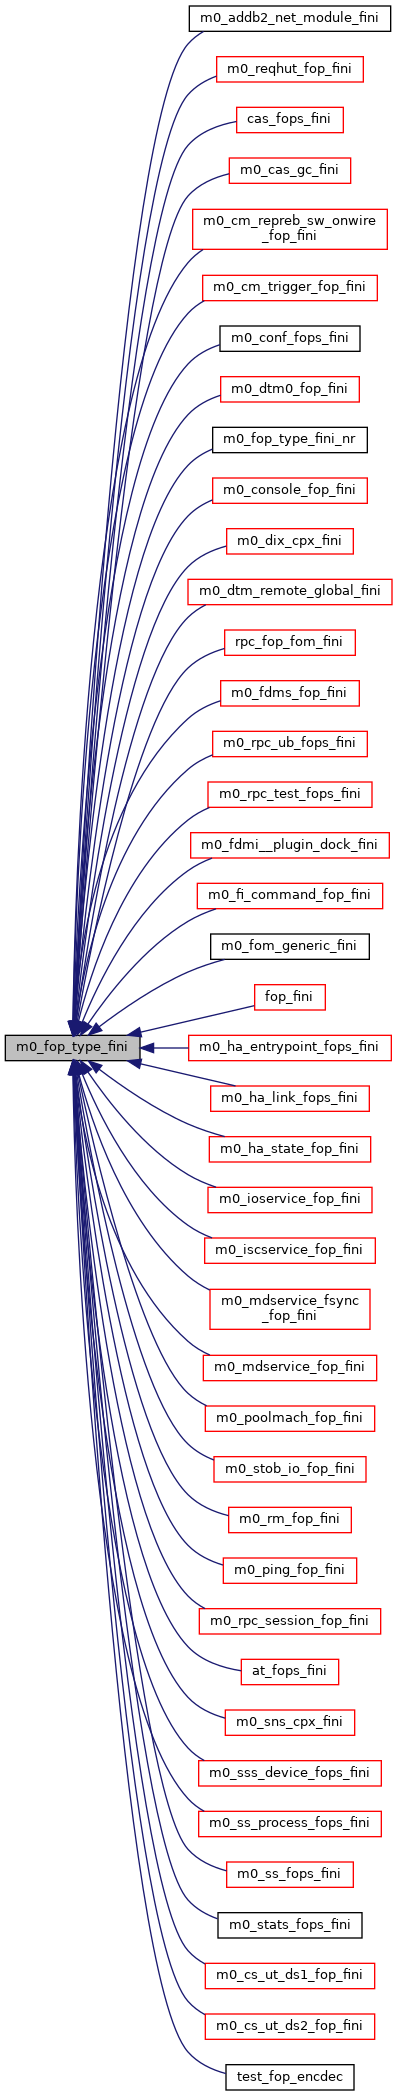 m0_addb2_net_module_fini
m0_reqhut_fop_fini
cas_fops_fini
m0_cas_gc_fini
m0_cm_repreb_sw_onwire
_fop_fini
m0_cm_trigger_fop_fini
m0_conf_fops_fini
m0_dtm0_fop_fini
m0_fop_type_fini_nr
m0_console_fop_fini
m0_dix_cpx_fini
m0_dtm_remote_global_fini
rpc_fop_fom_fini
m0_fdms_fop_fini
m0_rpc_ub_fops_fini
m0_rpc_test_fops_fini
m0_fdmi__plugin_dock_fini
m0_fi_command_fop_fini
m0_fom_generic_fini
fop_fini
m0_fop_type_fini
m0_ha_entrypoint_fops_fini
m0_ha_link_fops_fini
m0_ha_state_fop_fini
m0_ioservice_fop_fini
m0_iscservice_fop_fini
m0_mdservice_fsync
_fop_fini
m0_mdservice_fop_fini
m0_poolmach_fop_fini
m0_stob_io_fop_fini
m0_rm_fop_fini
m0_ping_fop_fini
m0_rpc_session_fop_fini
at_fops_fini
m0_sns_cpx_fini
m0_sss_device_fops_fini
m0_ss_process_fops_fini
m0_ss_fops_fini
m0_stats_fops_fini
m0_cs_ut_ds1_fop_fini
m0_cs_ut_ds2_fop_fini
test_fop_encdec